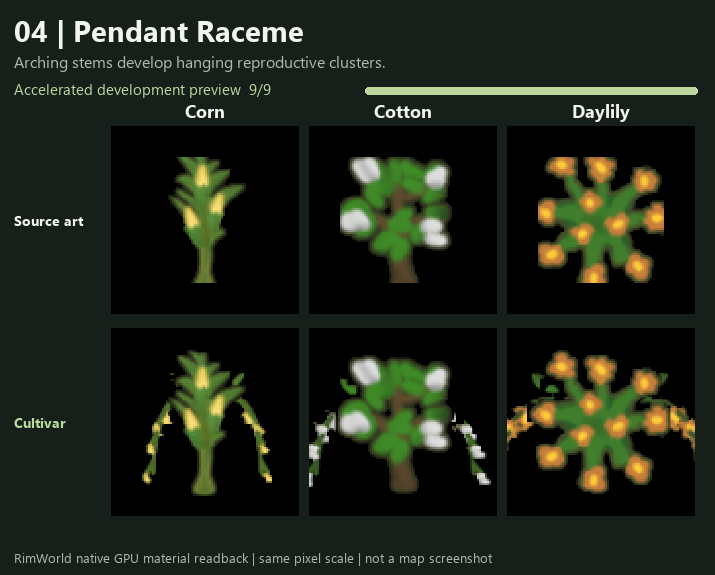 04 | Pendant Raceme
Arching stems develop hanging reproductive clusters.
Accelerated development preview 9/9
Corn
Cotton
Daylily
Source art
Cultivar
RimWorld native GPU material readback | same pixel scale | not a map screenshot